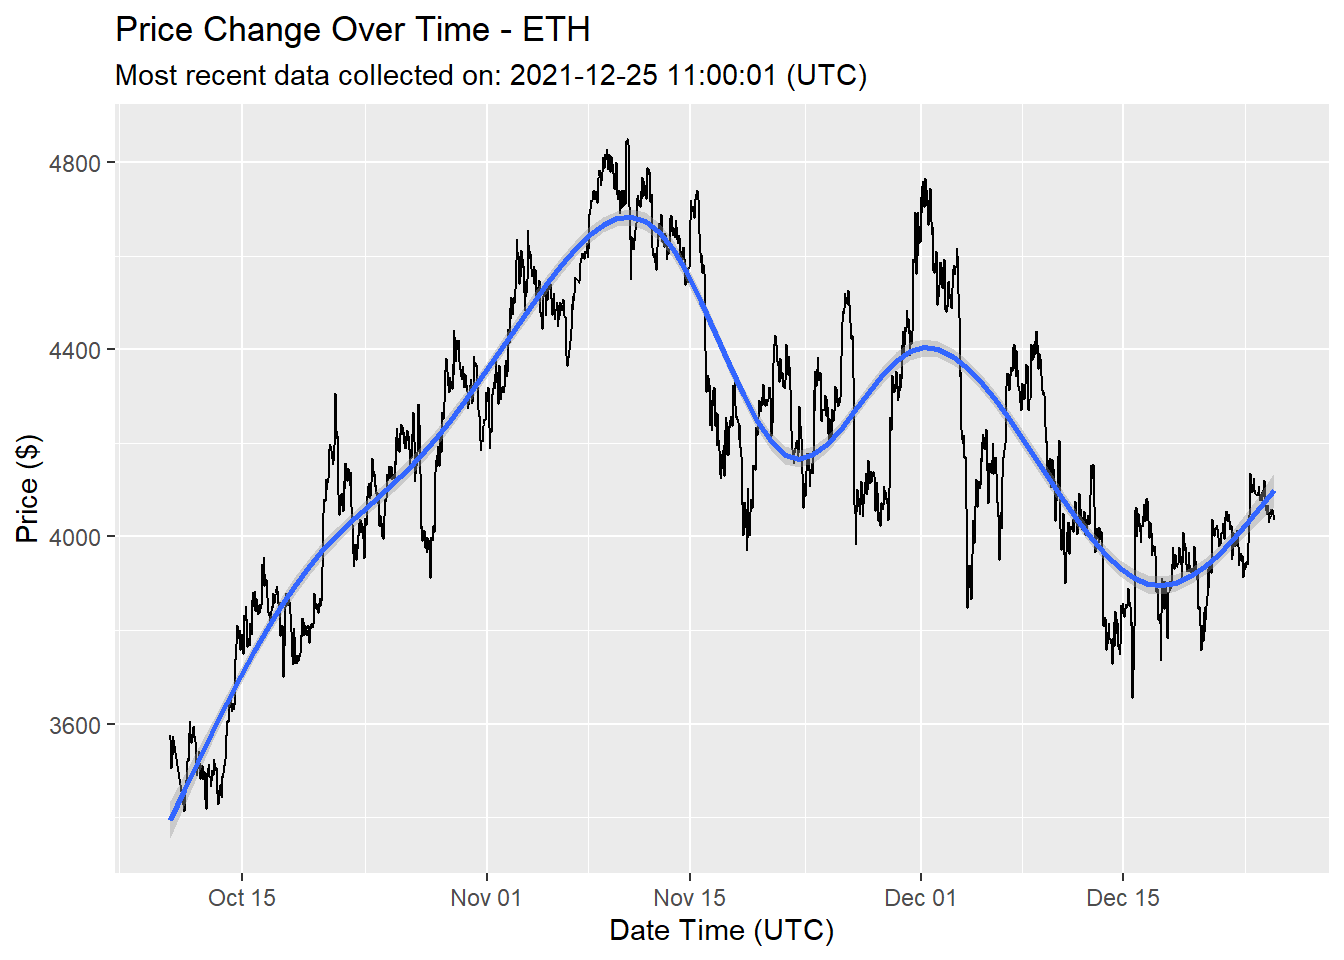 Price Change Over Time - ETH
Most recent data collected on: 2021-12-25 11:00:01 (UTC)
4800
4400
4000
3600
Price ($)
Oct 15
Nov 01
Nov 15
Dec 01
Dec 15
Date Time (UTC)